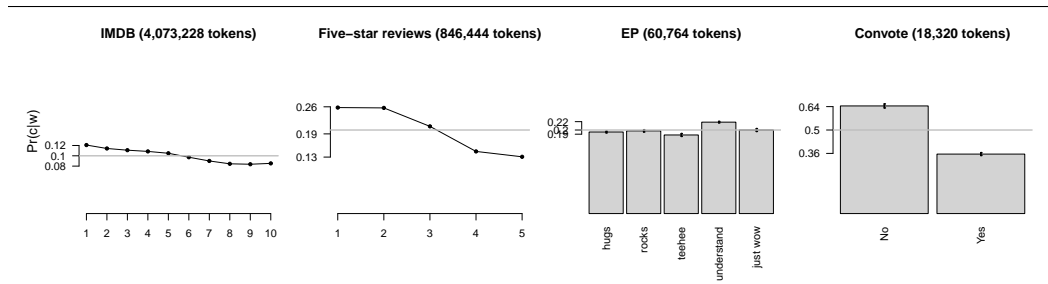 IMDB (4,073,228 tokens)
Pr(c|w)
0.12
0.1
0.08
1 2 3 4 5 6 7 8 9 10
Five−star reviews (846,444 tokens)
0.26
0.19
0.13
1 2 3 4 5
EP (60,764 tokens)
0.22
0.2
0.19
hugs
rocks
teehee
understand
just wow
Convote (18,320 tokens)
0.64
0.5
0.36
No
Yes